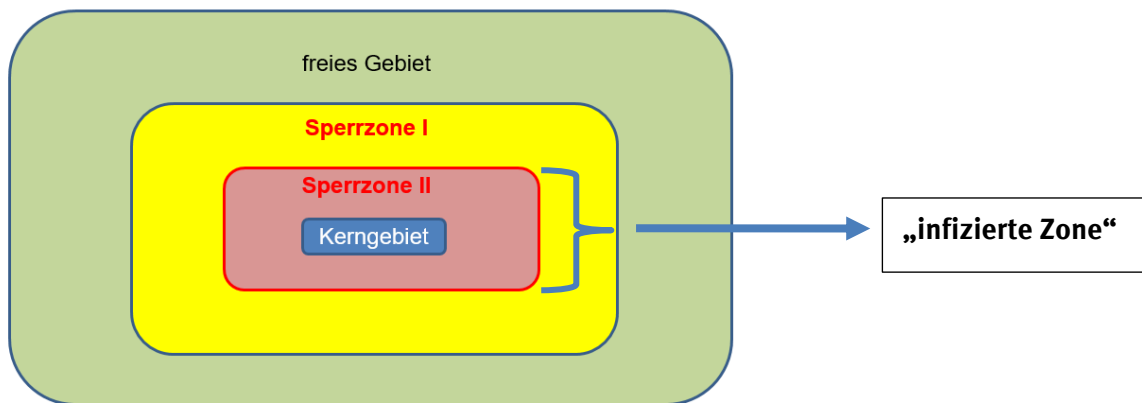 freies Gebiet
Sperrzone I
Sperrzone II
Kerngebiet
„infizierte Zone“